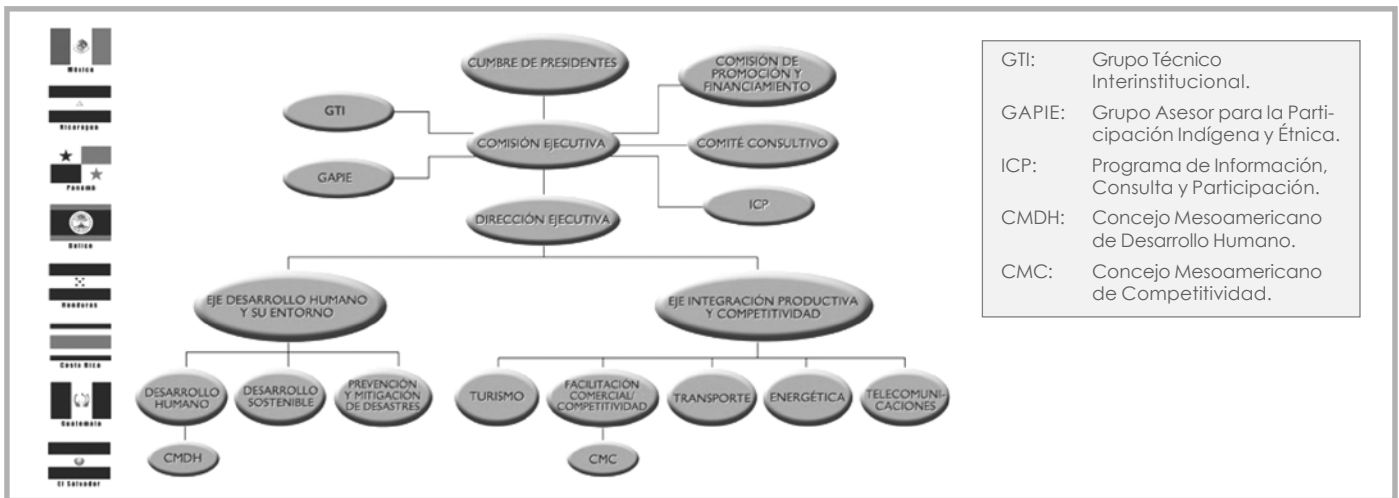 México
Nicaragua
Panamá
Belice
Honduras
Costa Rica
Guatemala
El Salvador
CUMBRE DE PRESIDENTES
COMISIÓN DE
PROMOCIÓN Y
FINANCIAMIENTO
GTI
COMISIÓN EJECUTIVA
COMITÉ CONSULTIVO
GAPIE
ICP
DIRECCIÓN EJECUTIVA
EJE DESARROLLO HUMANO
Y SU ENTORNO
EJE INTEGRACIÓN PRODUCTIVA
Y COMPETITIVIDAD
DESARROLLO
HUMANO
DESARROLLO
SOSTENIBLE
PREVENCIÓN
Y MITIGACIÓN
DE DESASTRES
TURISMO
FACILITACIÓN
COMERCIAL/
COMPETITIVIDAD
TRANSPORTE
ENERGÉTICA
TELECOMUNI-
CACIONES
CMDH
CMC
GTI: Grupo Técnico
Interinstitucional.
GAPIE: Grupo Asesor para la Parti-
cipación Indígena y Étnica.
ICP: Programa de Información,
Consulta y Participación.
CMDH: Concejo Mesoamericano
de Desarrollo Humano.
CMC: Concejo Mesoamericano
de Competitividad.